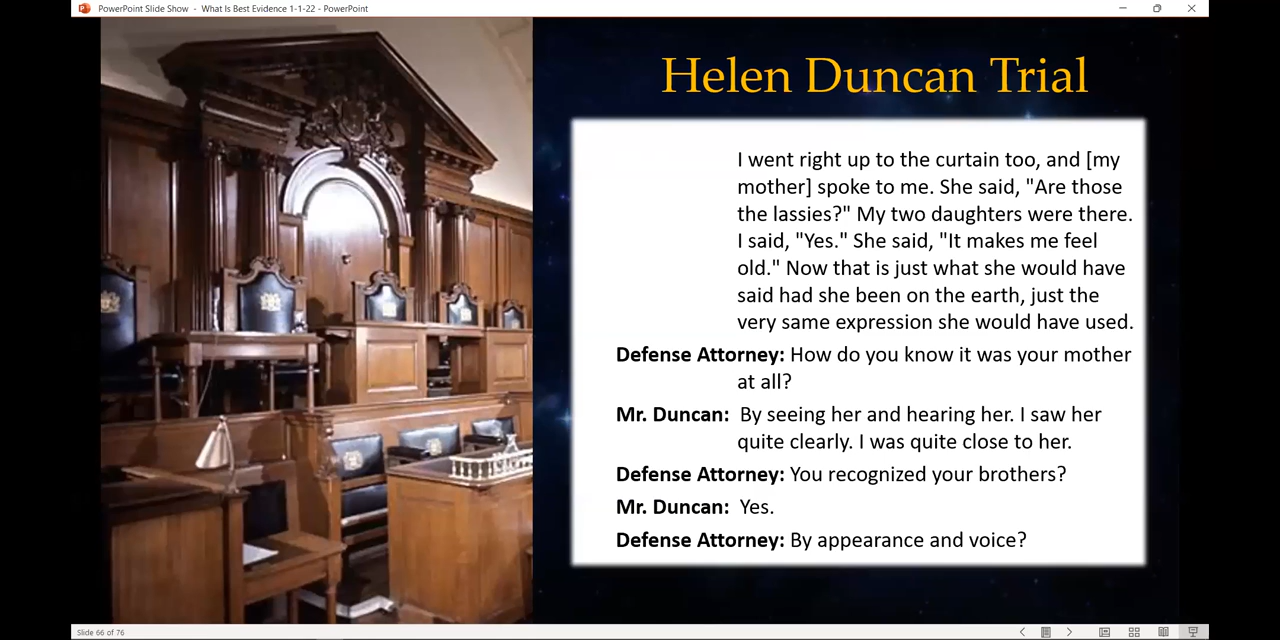 PowerPoint Slide Show - What Is Best Evidence 1-1-22 - PowerPoint
Helen Duncan Trial
I went right up to the curtain too, and [my
mother] spoke to me. She said, "Are those
the lassies?" My two daughters were there.
I said, "Yes." She said, "It makes me feel
old." Now that is just what she would have
said had she been on the earth, just the
very same expression she would have used.
Defense Attorney: How do you know it was your mother
at all?
Mr. Duncan: By seeing her and hearing her. I saw her
quite clearly. I was quite close to her.
Defense Attorney: You recognized your brothers?
Mr. Duncan: Yes.
Defense Attorney: By appearance and voice?
Slide 66 of 76